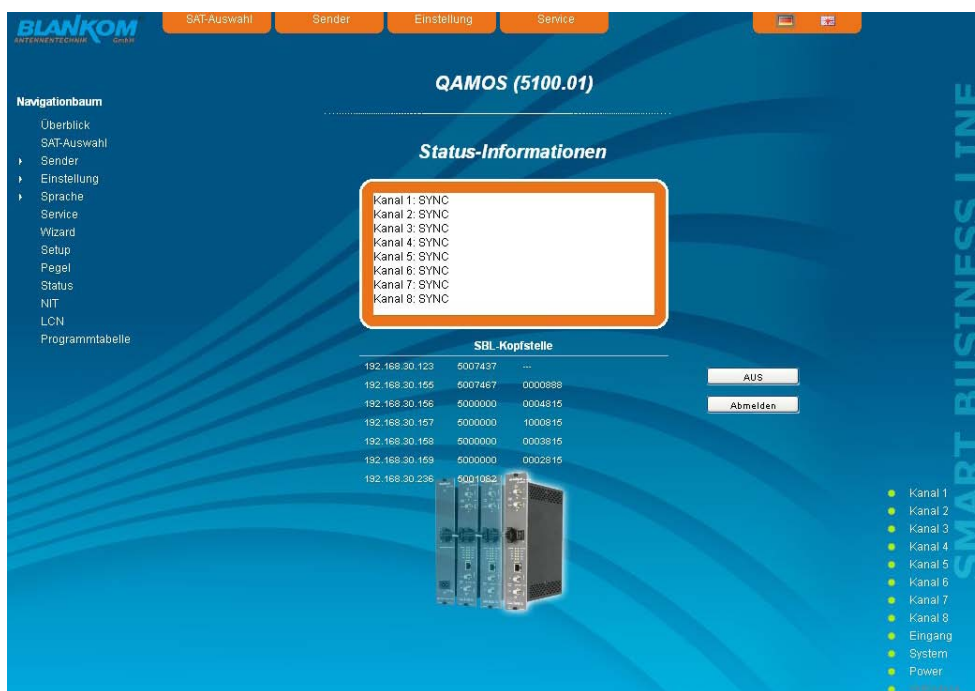 BLANKOM
ANTENNENTECHNIK GmbH
SAT-Auswahl
Sender
Einstellung
Service
QAMOS (5100.01)
Navigationbaum
Überblick
SAT-Auswahl
Sender
Einstellung
Sprache
Service
Wizard
Setup
Pegel
Status
NIT
LCN
Programmtabelle
Status-Informationen
Kanal 1: SYNC
Kanal 2: SYNC
Kanal 3: SYNC
Kanal 4: SYNC
Kanal 5: SYNC
Kanal 6: SYNC
Kanal 7: SYNC
Kanal 8: SYNC
SBL-Kopfstelle
192.168.30.123 5007437 ---
192.168.30.155 5007467 0000888
192.168.30.156 5000000 0004815
192.168.30.157 5000000 1000815
192.168.30.158 5000000 0003815
192.168.30.159 5000000 0002815
192.168.30.236 5001082
AUS
Abmelden
SMART BUSINESS LINE
Kanal 1
Kanal 2
Kanal 3
Kanal 4
Kanal 5
Kanal 6
Kanal 7
Kanal 8
Eingang
System
Power